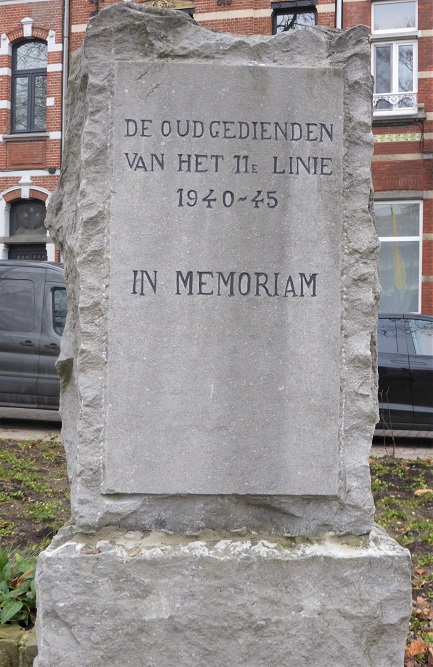 DE OUDGEDIENDEN
VAN HET 11E LINIE
1940-45
IN MEMORIAM